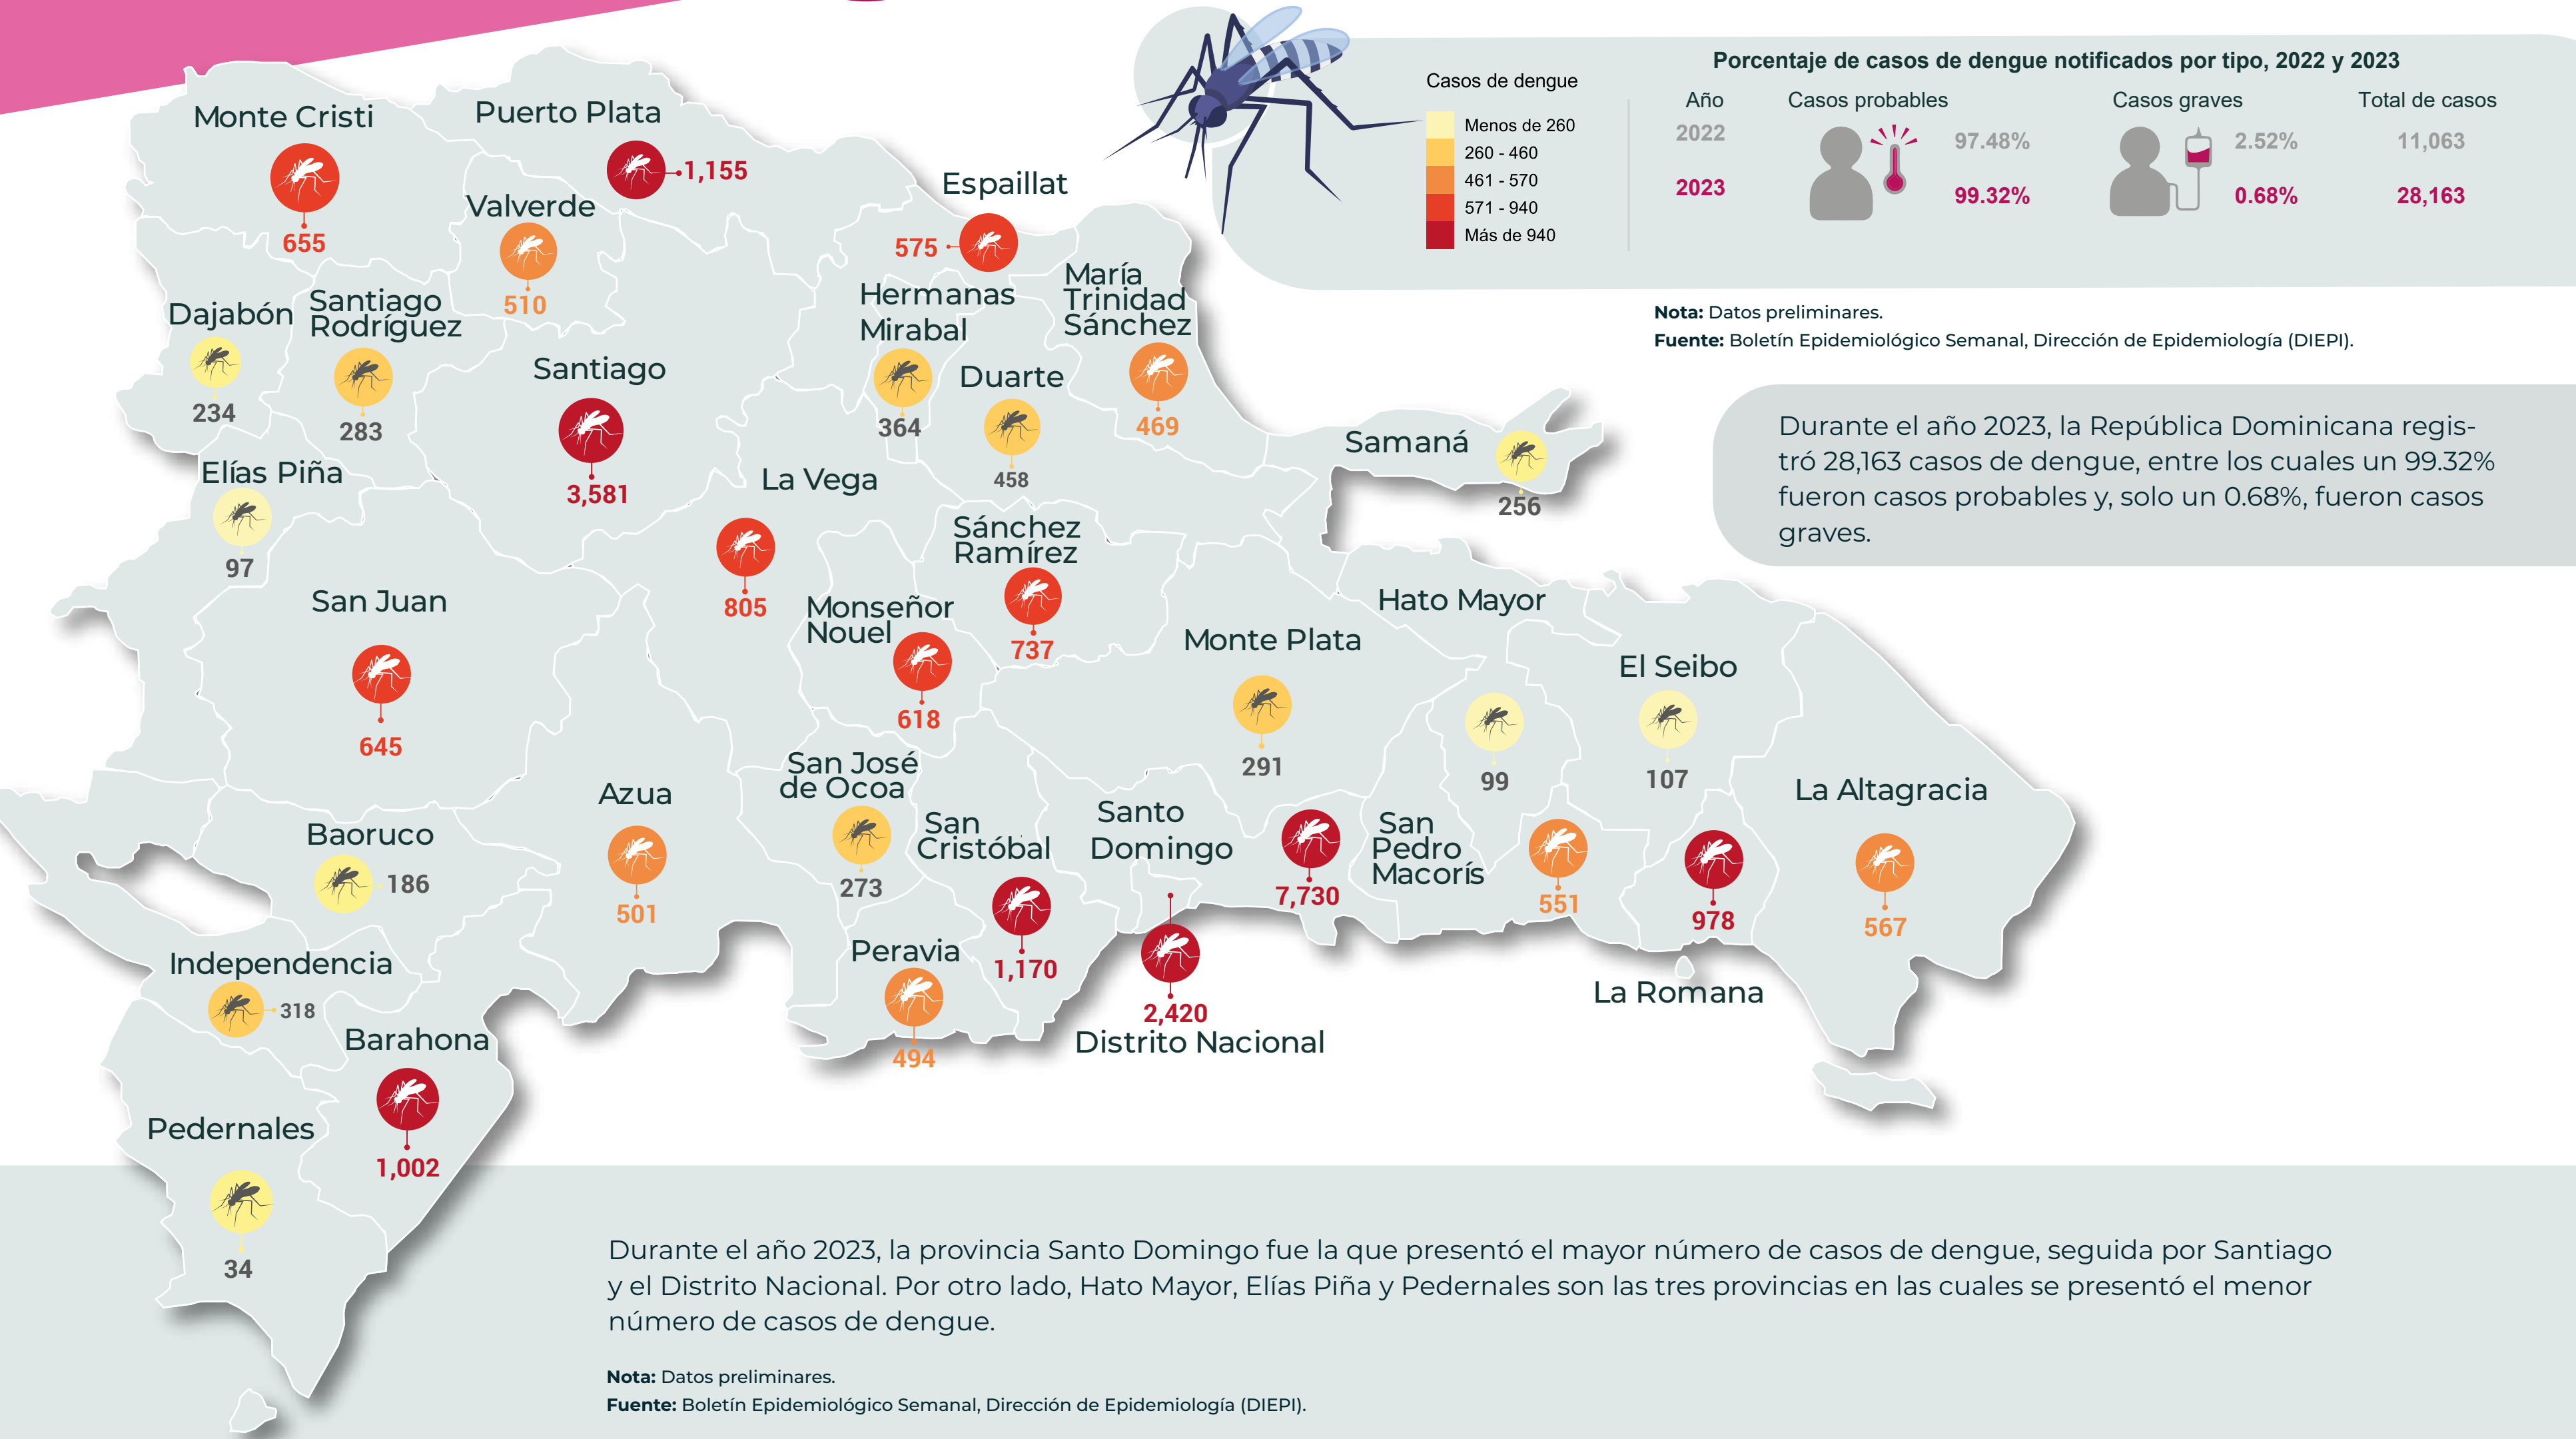 Porcentaje de casos de dengue notificados por tipo, 2022 y 2023
Casos de dengue
Menos de 260
260 - 460
461 - 570
571 - 940
Más de 940
Año
Casos probables
Casos graves
Total de casos
2022
97.48%
2.52%
11,063
2023
99.32%
0.68%
28,163
Nota: Datos preliminares.
Fuente: Boletín Epidemiológico Semanal, Dirección de Epidemiología (DIEPI).
Durante el año 2023, la República Dominicana regis-
tró 28,163 casos de dengue, entre los cuales un 99.32%
fueron casos probables y, solo un 0.68%, fueron casos
graves.
Monte Cristi
655
Puerto Plata
1,155
Valverde
510
Espaillat
575
Dajabón
234
Santiago
Rodríguez
283
Santiago
3,581
Hermanas
Mirabal
364
María
Trinidad
Sánchez
469
Duarte
458
Samaná
256
Elías Piña
97
La Vega
805
Sánchez
Ramírez
737
San Juan
645
Monseñor
Nouel
618
Monte Plata
291
Hato Mayor
99
El Seibo
107
Azua
501
San José
de Ocoa
273
San
Cristóbal
1,170
Santo
Domingo
7,730
San
Pedro
Macorís
551
978
La Romana
La Altagracia
567
Baoruco
186
Peravia
494
2,420
Distrito Nacional
Independencia
318
Barahona
1,002
Pedernales
34
Durante el año 2023, la provincia Santo Domingo fue la que presentó el mayor número de casos de dengue, seguida por Santiago
y el Distrito Nacional. Por otro lado, Hato Mayor, Elías Piña y Pedernales son las tres provincias en las cuales se presentó el menor
número de casos de dengue.
Nota: Datos preliminares.
Fuente: Boletín Epidemiológico Semanal, Dirección de Epidemiología (DIEPI).